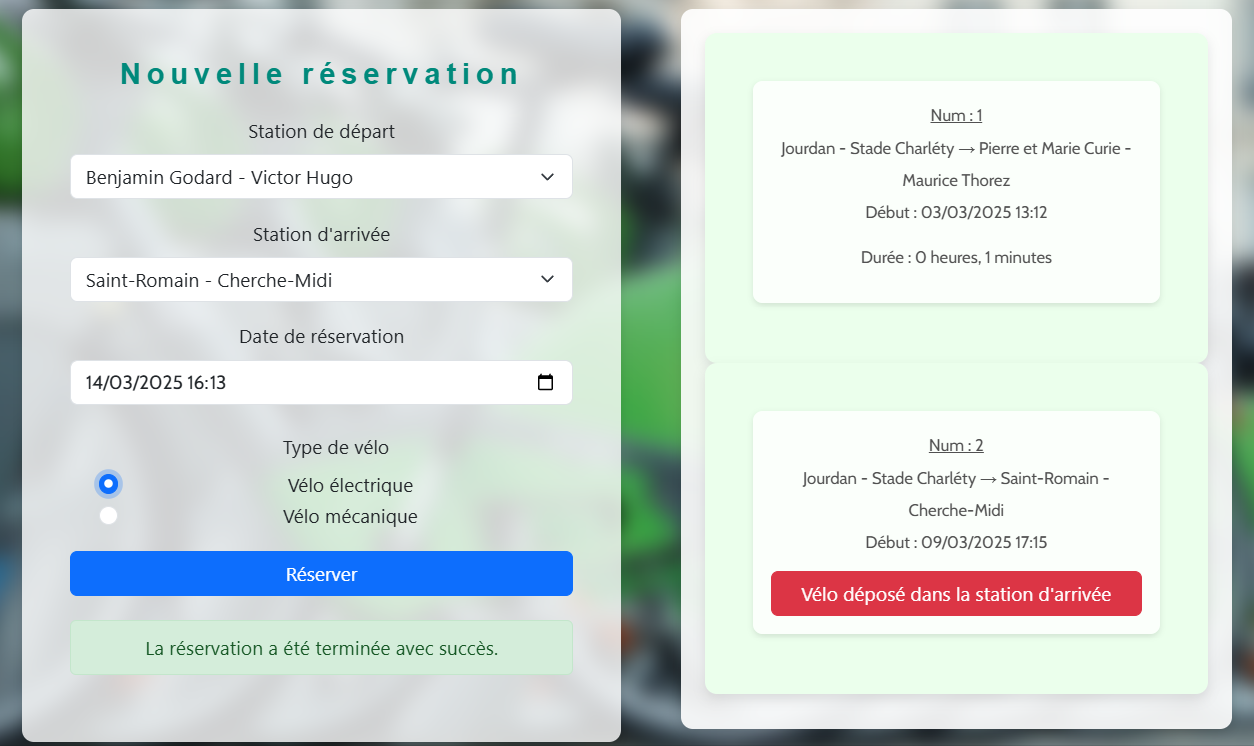 Nouvelle réservation
Station de départ
Benjamin Godard - Victor Hugo
Station d'arrivée
Saint-Romain - Cherche-Midi
Date de réservation
14/03/2025 16:13
Type de vélo
Vélo électrique
Vélo mécanique
Réserver
La réservation a été terminée avec succès.
Num : 1
Jourdan - Stade Charléty → Pierre et Marie Curie -
Maurice Thorez
Début : 03/03/2025 13:12
Durée : 0 heures, 1 minutes
Num : 2
Jourdan - Stade Charléty → Saint-Romain -
Cherche-Midi
Début : 09/03/2025 17:15
Vélo déposé dans la station d'arrivée